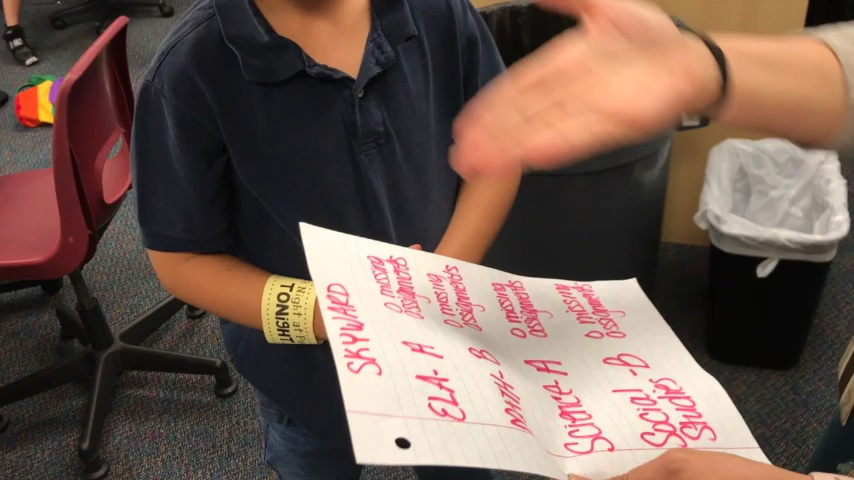 SKYWARD
ELA- A 0 missing assignments
MATH- B 0 missing assignments
Science- A 0 missing assignments
Social Studies -B 0 missing assignments
Night at
TONiGHT